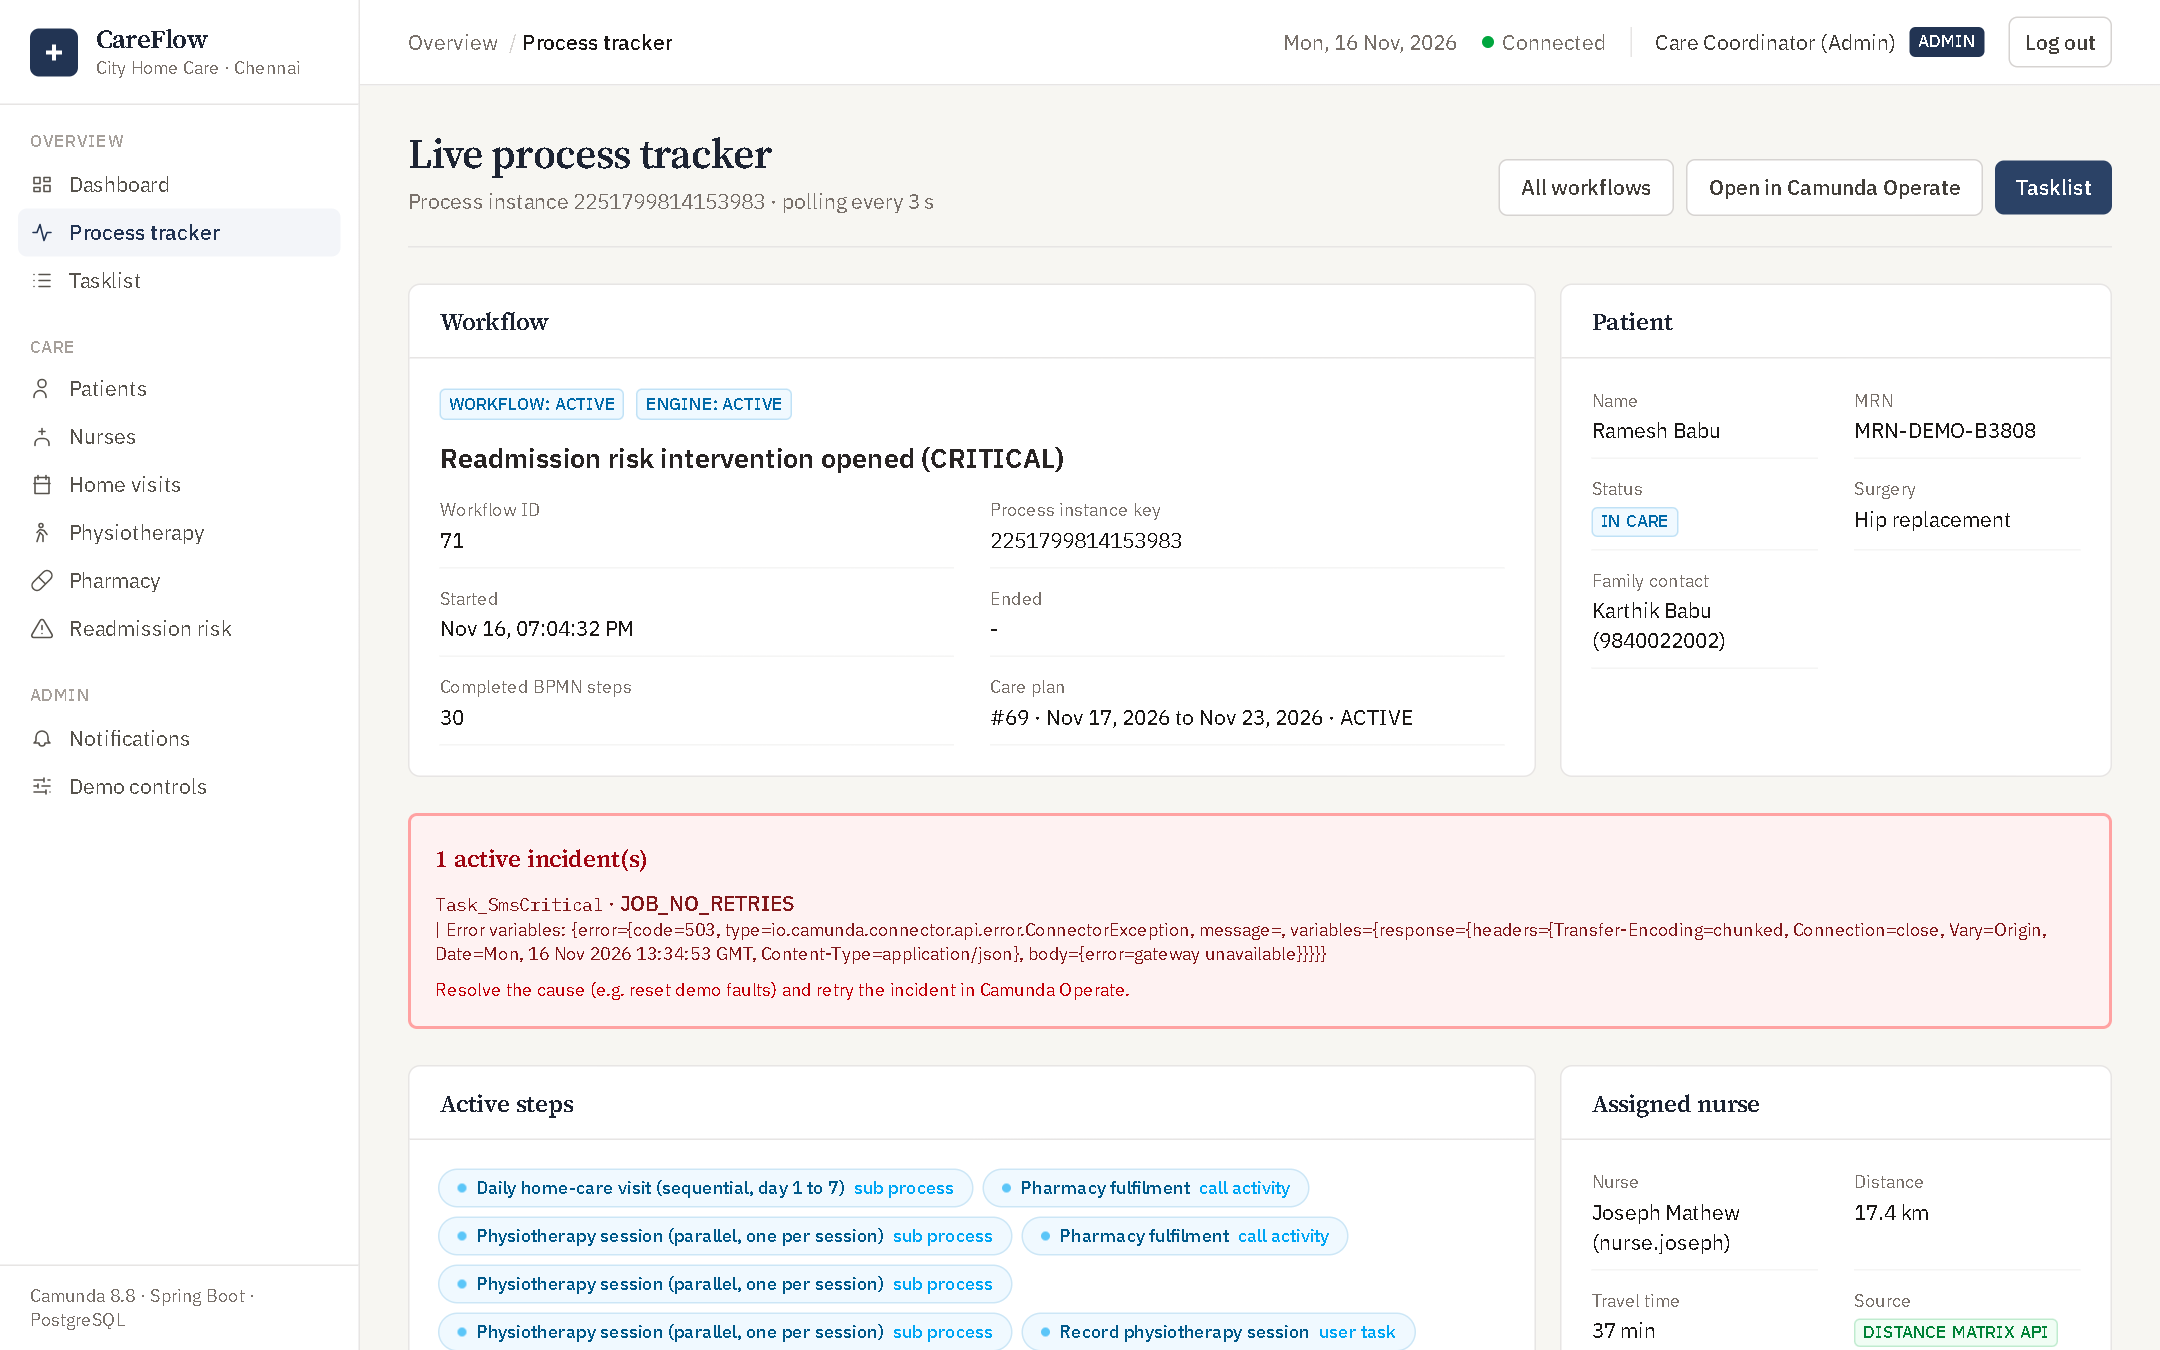 CareFlow
City Home Care · Chennai
OVERVIEW
Dashboard
Process tracker
Tasklist
CARE
Patients
Nurses
Home visits
Physiotherapy
Pharmacy
Readmission risk
ADMIN
Notifications
Demo controls
Camunda 8.8 · Spring Boot ·
PostgreSQL
Overview / Process tracker
Mon, 16 Nov, 2026
Connected
Care Coordinator (Admin)
ADMIN
Log out
Live process tracker
Process instance 2251799814153983 · polling every 3 s
All workflows
Open in Camunda Operate
Tasklist
Workflow
WORKFLOW: ACTIVE
ENGINE: ACTIVE
Readmission risk intervention opened (CRITICAL)
Workflow ID
71
Process instance key
2251799814153983
Started
Nov 16, 07:04:32 PM
Ended
-
Completed BPMN steps
30
Care plan
#69 · Nov 17, 2026 to Nov 23, 2026 · ACTIVE
Patient
Name
Ramesh Babu
MRN
MRN-DEMO-B3808
Status
IN CARE
Surgery
Hip replacement
Family contact
Karthik Babu
(9840022002)
1 active incident(s)
Task_SmsCritical · JOB_NO_RETRIES
| Error variables: {error={code=503, type=io.camunda.connector.api.error.ConnectorException, message=, variables={response={headers={Transfer-Encoding=chunked, Connection=close, Vary=Origin,
Date=Mon, 16 Nov 2026 13:34:53 GMT, Content-Type=application/json}, body={error=gateway unavailable}}}}}
Resolve the cause (e.g. reset demo faults) and retry the incident in Camunda Operate.
Active steps
Daily home-care visit (sequential, day 1 to 7) sub process
Pharmacy fulfilment call activity
Physiotherapy session (parallel, one per session) sub process
Pharmacy fulfilment call activity
Physiotherapy session (parallel, one per session) sub process
Physiotherapy session (parallel, one per session) sub process
Record physiotherapy session user task
Assigned nurse
Nurse
Joseph Mathew
(nurse.joseph)
Distance
17.4 km
Travel time
37 min
Source
DISTANCE MATRIX API